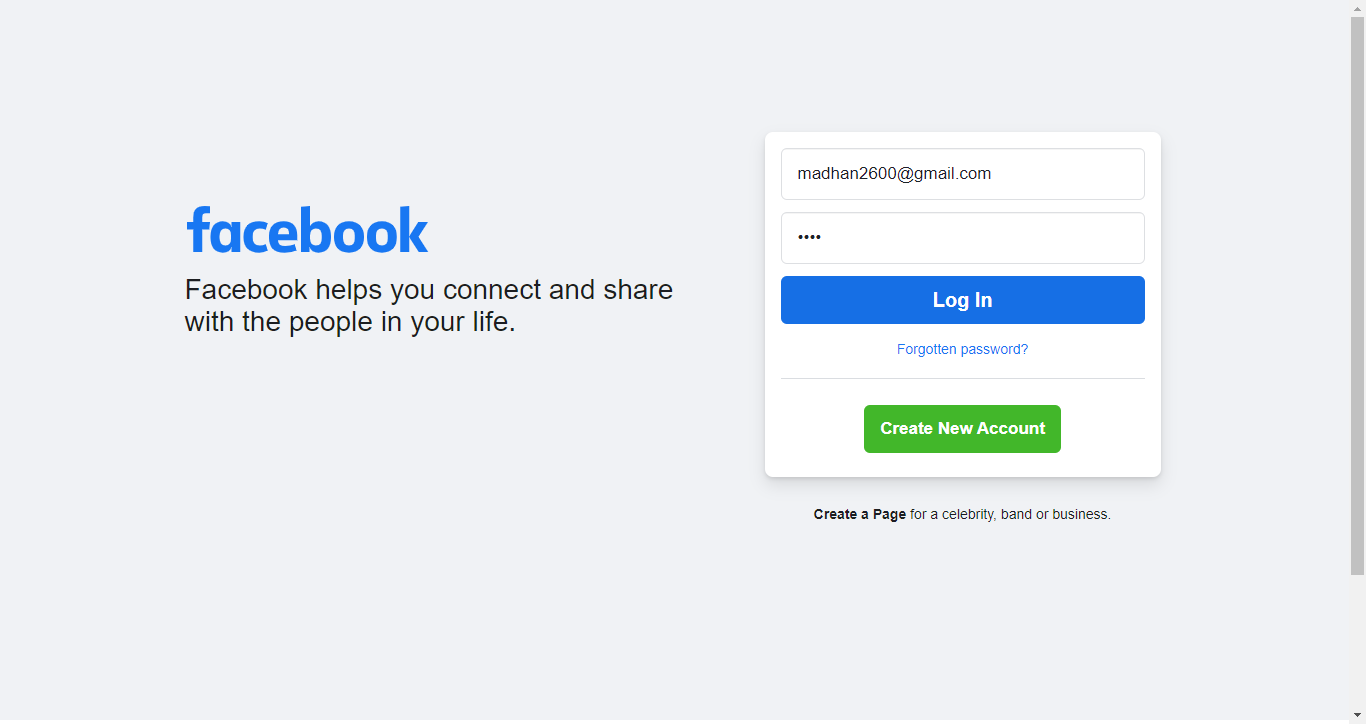 facebook
Facebook helps you connect and share
with the people in your life.
madhan2600@gmail.com
••••
Log In
Forgotten password?
Create New Account
Create a Page for a celebrity, band or business.